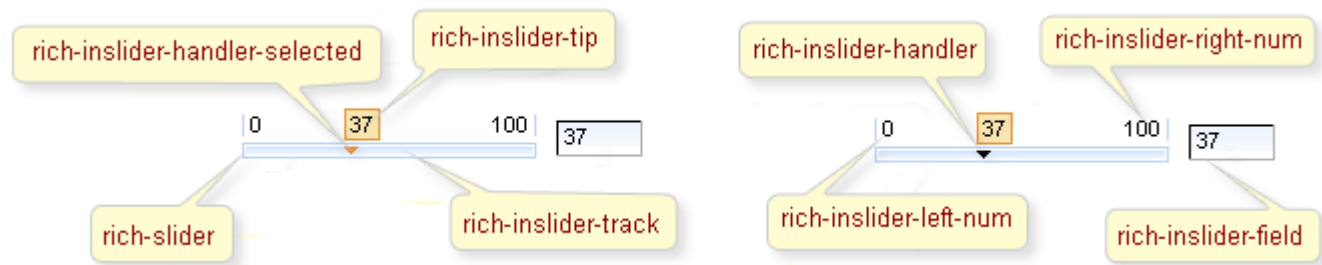 rich-inslider-handler-selected
rich-inslider-tip
rich-inslider-handler
rich-inslider-right-num
0 37 100 37
0 37 100 37
rich-slider
rich-inslider-track
rich-inslider-left-num
rich-inslider-field